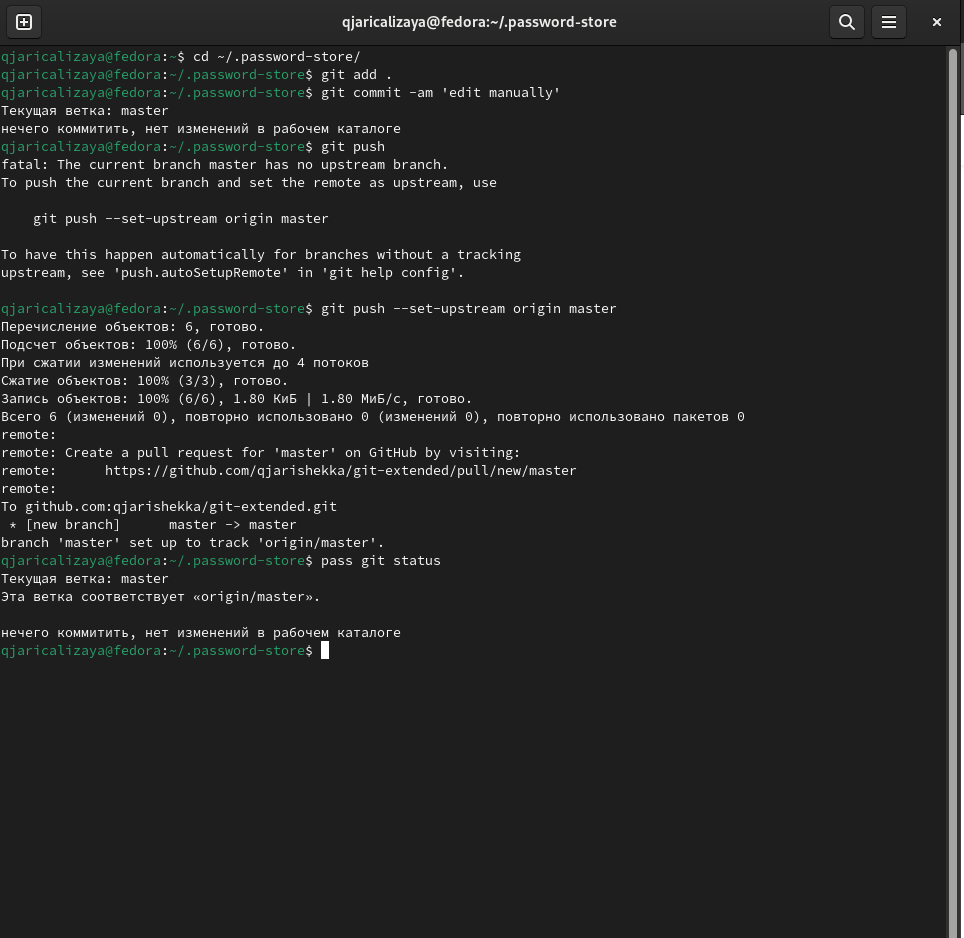 qjaricalizaya@fedora:~/.password-store
qjaricalizaya@fedora:~$ cd ~/.password-store/
qjaricalizaya@fedora:~/.password-store$ git add .
qjaricalizaya@fedora:~/.password-store$ git commit -am 'edit manually'
Текущая ветка: master
нечего коммитить, нет изменений в рабочем каталоге
qjaricalizaya@fedora:~/.password-store$ git push
fatal: The current branch master has no upstream branch.
To push the current branch and set the remote as upstream, use
    git push --set-upstream origin master
To have this happen automatically for branches without a tracking
upstream, see 'push.autoSetupRemote' in 'git help config'.
qjaricalizaya@fedora:~/.password-store$ git push --set-upstream origin master
Перечисление объектов: 6, готово.
Подсчет объектов: 100% (6/6), готово.
При сжатии изменений используется до 4 потоков
Сжатие объектов: 100% (3/3), готово.
Запись объектов: 100% (6/6), 1.80 КиБ | 1.80 МиБ/с, готово.
Всего 6 (изменений 0), повторно использовано 0 (изменений 0), повторно использовано пакетов 0
remote:
remote: Create a pull request for 'master' on GitHub by visiting:
remote:      https://github.com/qjarishekka/git-extended/pull/new/master
remote:
To github.com:qjarishekka/git-extended.git
 * [new branch]      master -> master
branch 'master' set up to track 'origin/master'.
qjaricalizaya@fedora:~/.password-store$ pass git status
Текущая ветка: master
Эта ветка соответствует «origin/master».
нечего коммитить, нет изменений в рабочем каталоге
qjaricalizaya@fedora:~/.password-store$